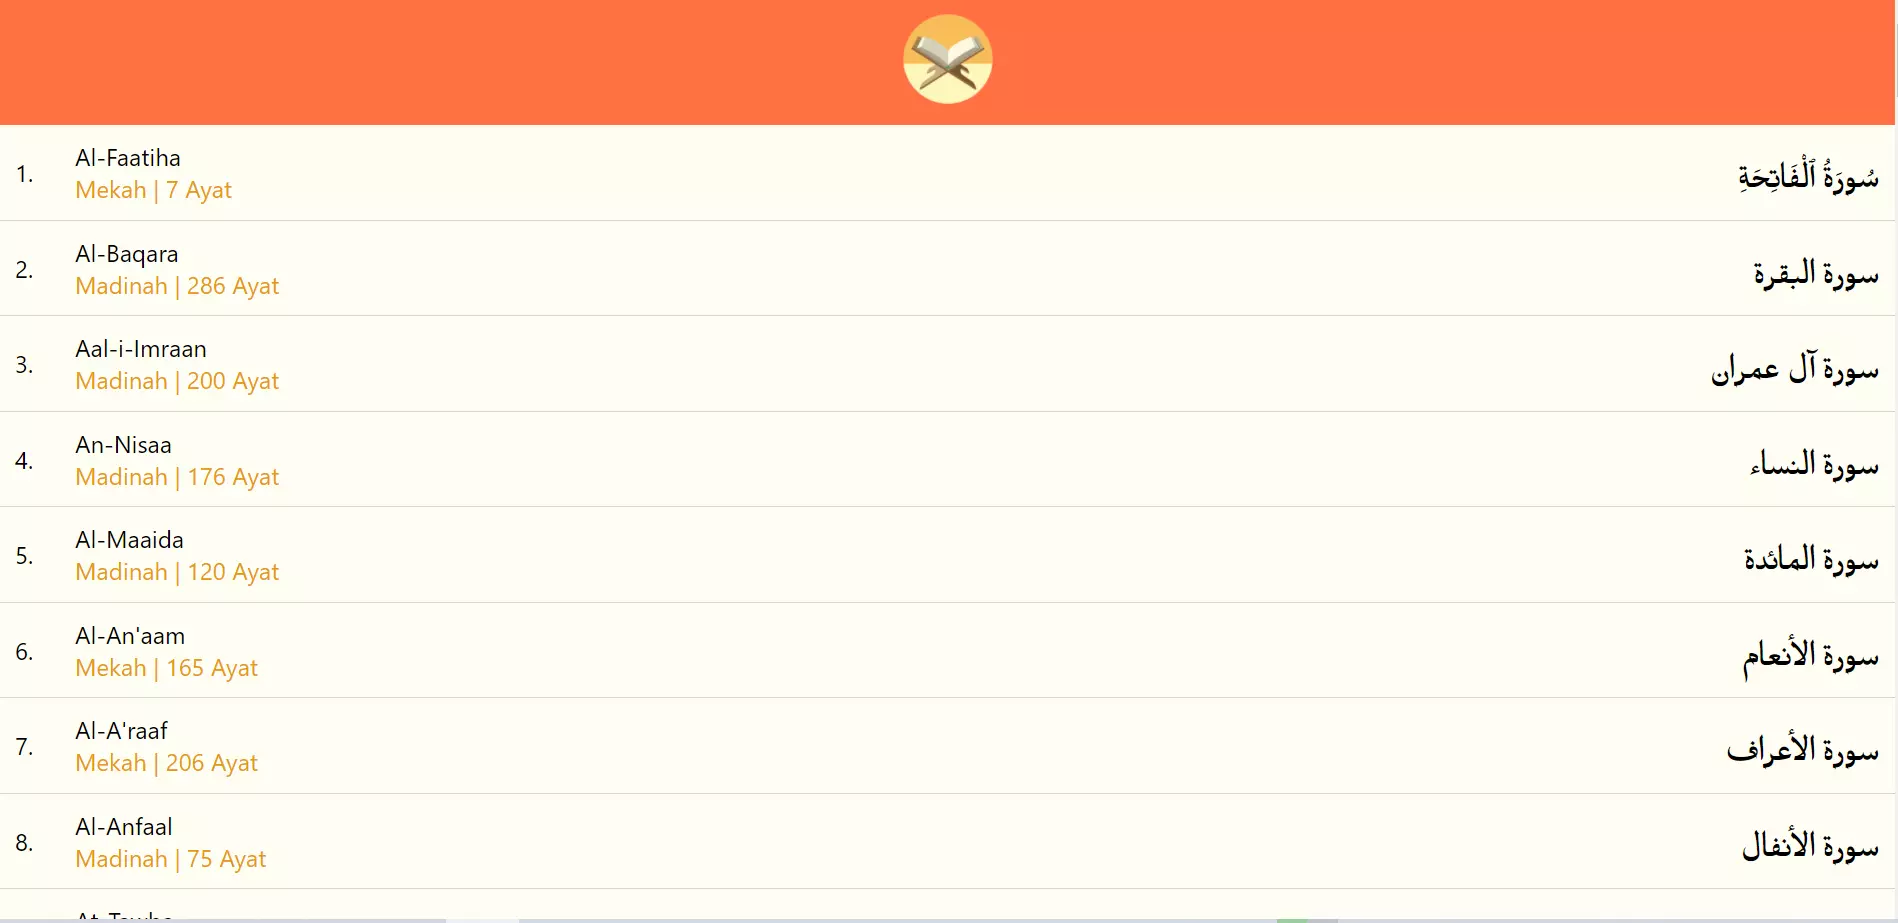 1.
Al-Faatiha
Mekah | 7 Ayat
سُورَةُ ٱلْفَاتِحَةِ
2.
Al-Baqara
Madinah | 286 Ayat
سورة البقرة
3.
Aal-i-Imraan
Madinah | 200 Ayat
سورة آل عمران
4.
An-Nisaa
Madinah | 176 Ayat
سورة النساء
5.
Al-Maaida
Madinah | 120 Ayat
سورة المائدة
6.
Al-An'aam
Mekah | 165 Ayat
سورة الأنعام
7.
Al-A'raaf
Mekah | 206 Ayat
سورة الأعراف
8.
Al-Anfaal
Madinah | 75 Ayat
سورة الأنفال